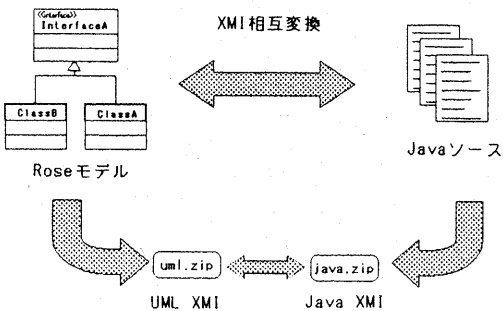 <<interface>>
InterfaceA
XMI相互変換
ClassB
ClassA
Roseモデル
Javaソース
uml.zip
java.zip
UML XMI
Java XMI